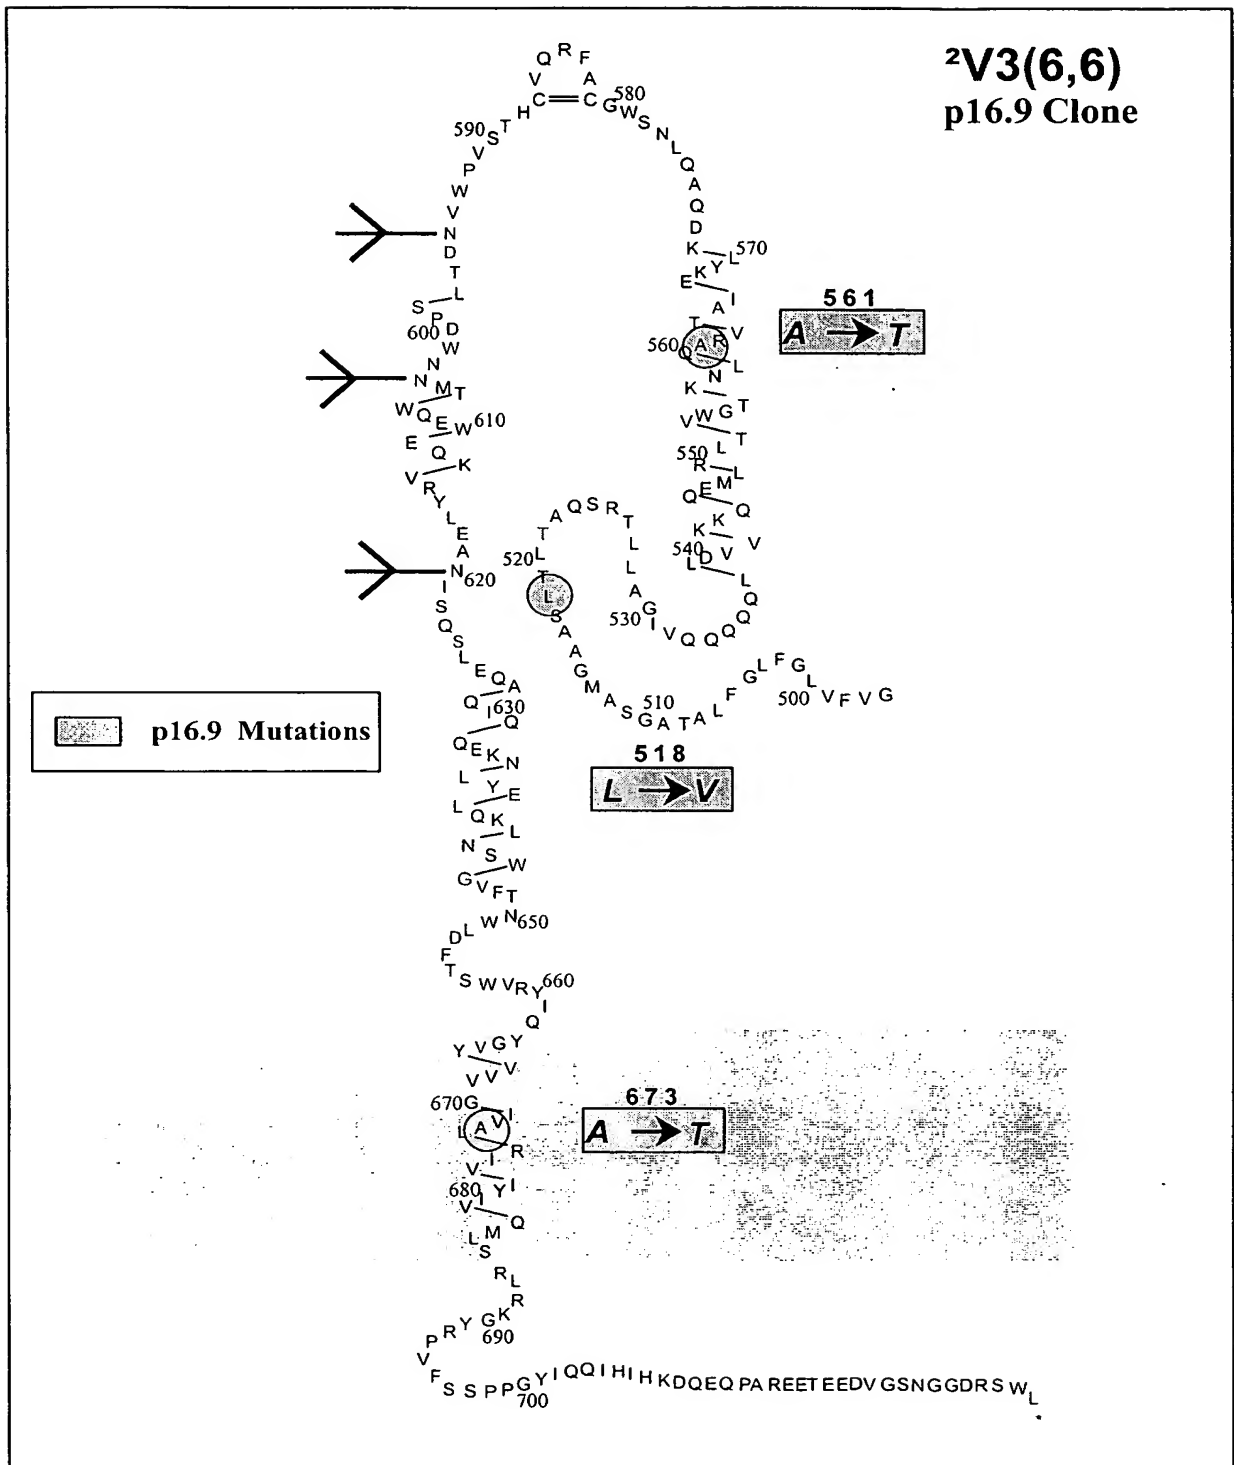 ²V3(6,6)
p16.9 Clone
V Q R F A
H C C G 580
590 S T
W S N L Q A Q D
V P W V N D T L
S P D
600
W N N M T
W Q E W 610
E Q K
V R Y L E A N 620
I S Q S L E Q A
Q I 630 Q
Q E K N
L Y E
L Q K L
N S W
G V F T
N 650
W L D F T S W V R Y 660
I Q Y G V Y
V V V
670 G V I
L A R
V I
680 I Y I
V Q
L M
S R L R K G 690
Y R P V F S S P P G 700
Y I Q Q I H I H K D Q E Q P A R E E T E E D V G S N G G D R S W L
K Y L 570
E K
A I
T V
560 Q A R L
N
K T
V W G T
L
550 R L
Q E M Q
K K V
540 L D V L
Q Q Q Q Q V I
530 G A L L T R S Q A T L
520 T L S A A G M A S G 510
A T A L F G L F G L 500
V F V G
561
A → T
518
L → V
673
A → T
p16.9 Mutations